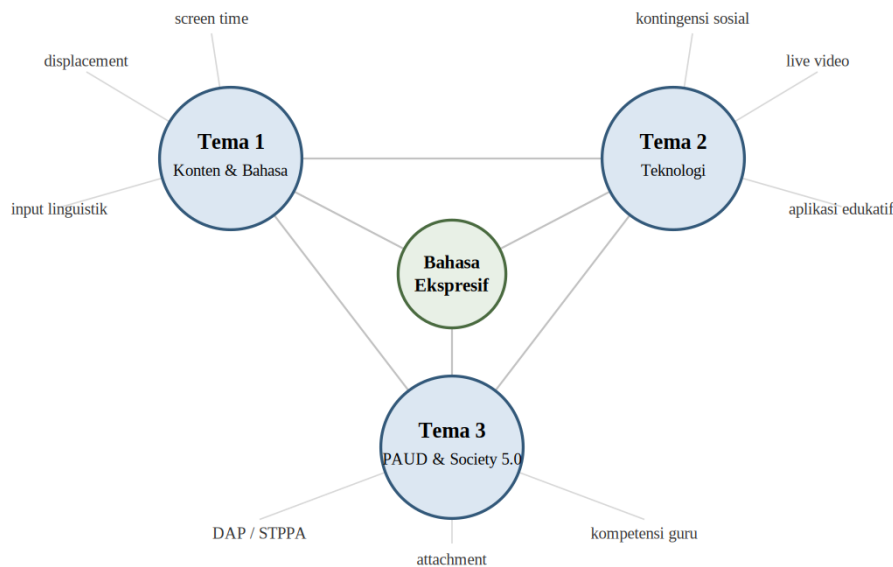 screen time
kontingensi sosial
displacement
live video
Tema 1
Konten & Bahasa
Tema 2
Teknologi
input linguistik
aplikasi edukatif
Bahasa
Ekspresif
Tema 3
PAUD & Society 5.0
DAP / STPPA
attachment
kompetensi guru